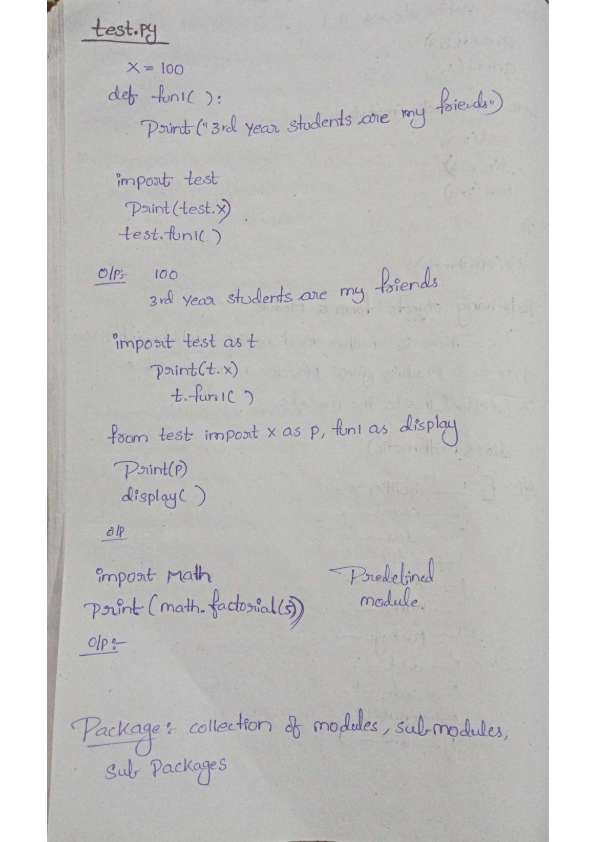 test.py
x = 100
def fun1( ):
Print("3rd year students are my friends")
import test
Print(test.x)
test.fun1( )
O/P:- 100
3rd year students are my friends
import test as t
print(t.x)
t.fun1( )
from test import x as p, fun1 as display
Print(p)
display( )
o/p
import Math Predefined
print(math.factorial(5)) module.
O/P:-
Package: collection of modules, submodules,
sub Packages